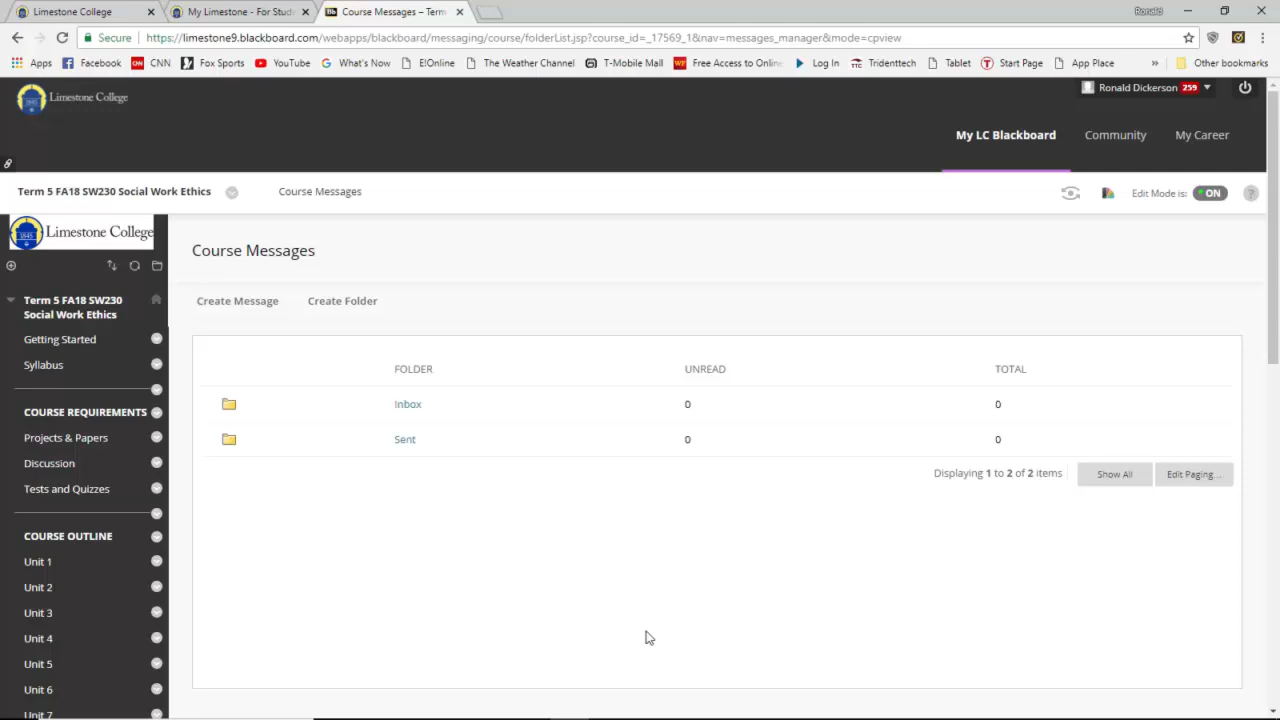 Limestone College
My Limestone - For Stud
Course Messages – Term
Ronald
Secure
https://limestone9.blackboard.com/webapps/blackboard/messaging/course/folderList.jsp?course_id=_17569_1&nav=messages_manager&mode=cpview
Apps Facebook CNN Fox Sports YouTube What's Now E!Online The Weather Channel T-Mobile Mall Free Access to Online Log In Tridenttech Tablet Start Page App Place » Other bookmarks
Limestone College
Ronald Dickerson 259
My LC Blackboard Community My Career
Term 5 FA18 SW230 Social Work Ethics Course Messages Edit Mode is: ON ?
Limestone College
Term 5 FA18 SW230
Social Work Ethics
Getting Started
Syllabus
COURSE REQUIREMENTS
Projects & Papers
Discussion
Tests and Quizzes
COURSE OUTLINE
Unit 1
Unit 2
Unit 3
Unit 4
Unit 5
Unit 6
Unit 7
Course Messages
Create Message Create Folder
FOLDER UNREAD TOTAL
Inbox 0 0
Sent 0 0
Displaying 1 to 2 of 2 items Show All Edit Paging...